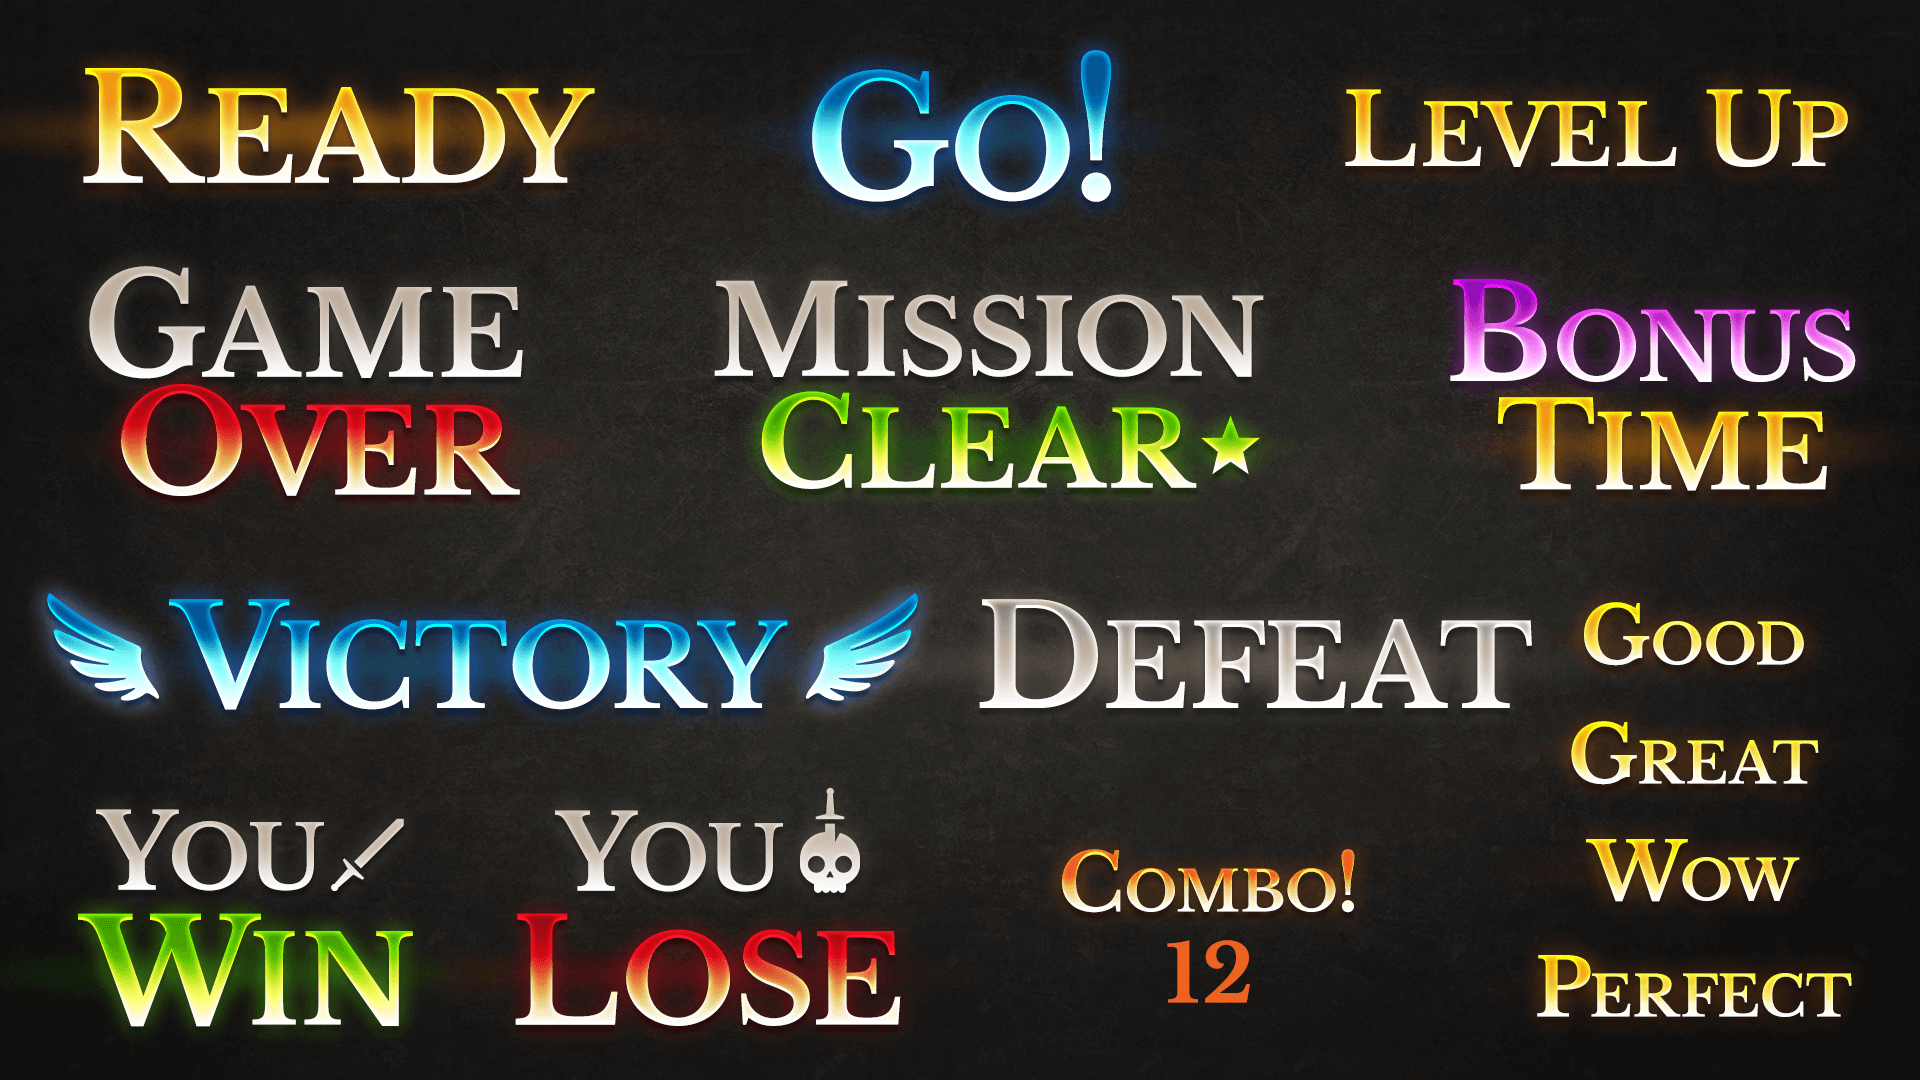 READY
GO!
LEVEL UP
GAME
OVER
MISSION
CLEAR
BONUS
TIME
VICTORY
DEFEAT
GOOD
GREAT
WOW
PERFECT
YOU
WIN
YOU
LOSE
COMBO!
12